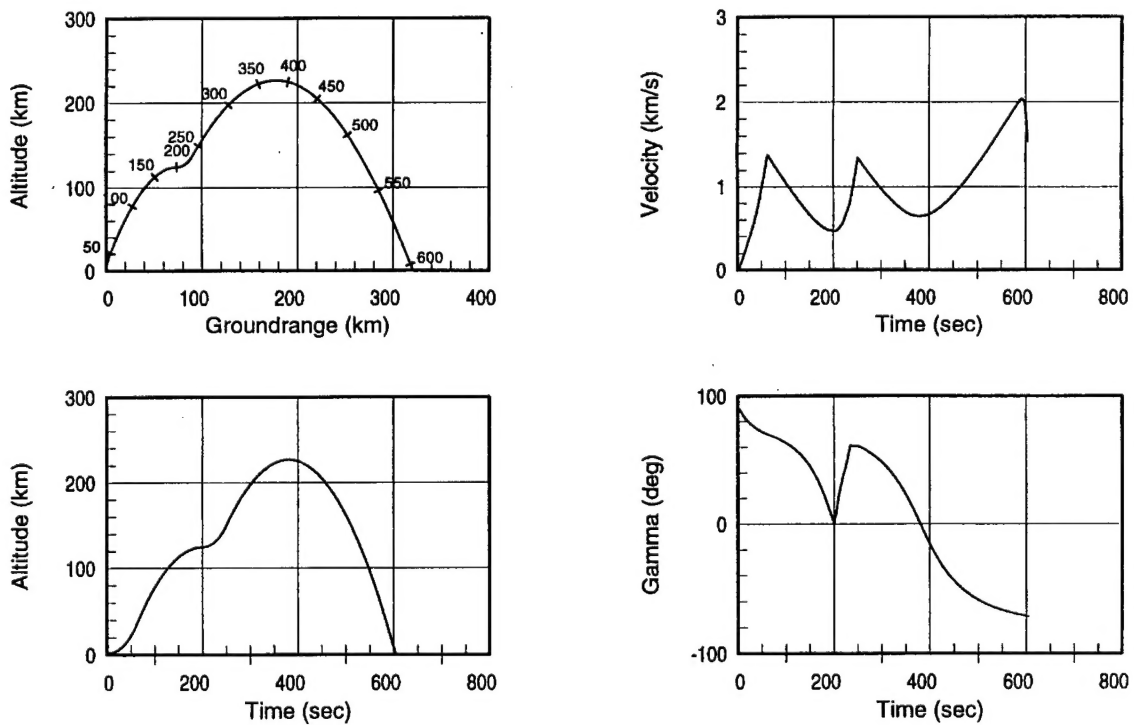 300
200
100
0
Altitude (km)
50
00
150
200
250
300
350
400
450
500
550
600
0 100 200 300 400
Groundrange (km)
3
2
1
0
Velocity (km/s)
0 200 400 600 800
Time (sec)
300
200
100
0
Altitude (km)
0 200 400 600 800
Time (sec)
100
0
-100
Gamma (deg)
0 200 400 600 800
Time (sec)